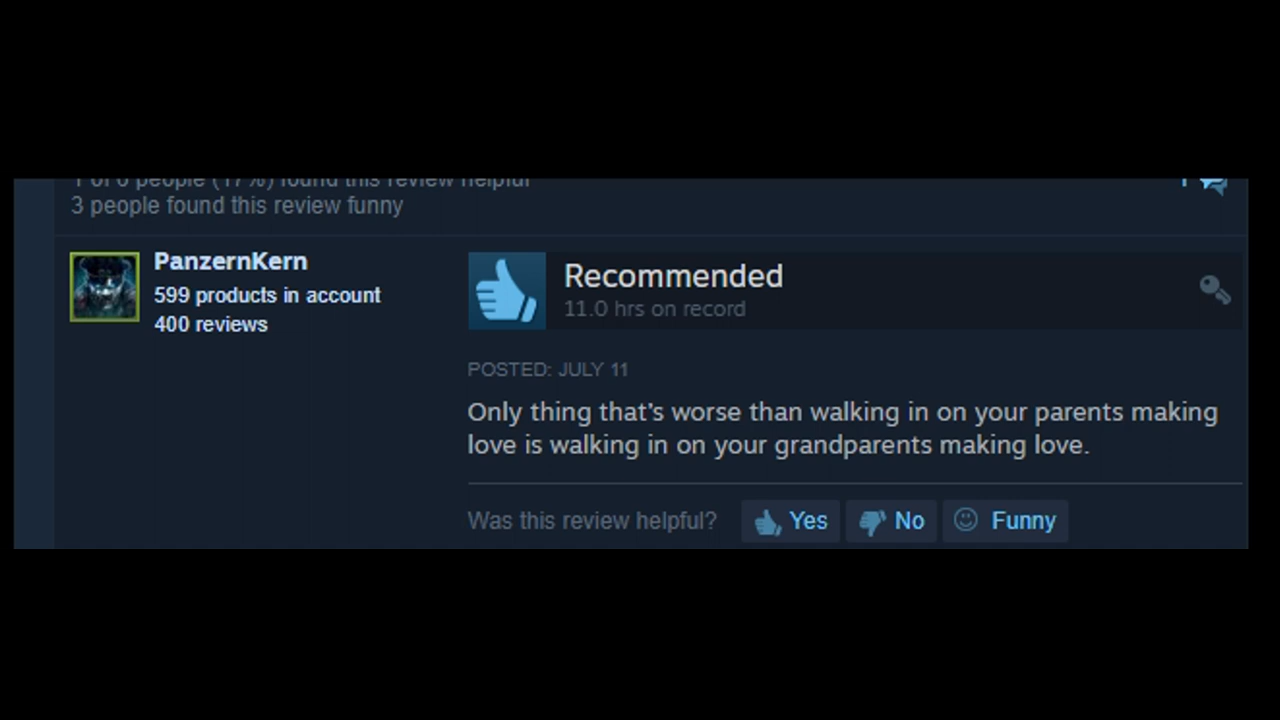 1 of 6 people (17%) found this review helpful
1
3 people found this review funny
PanzernKern
599 products in account
400 reviews
Recommended
11.0 hrs on record
POSTED: JULY 11
Only thing that's worse than walking in on your parents making
love is walking in on your grandparents making love.
Was this review helpful?
Yes
No
Funny